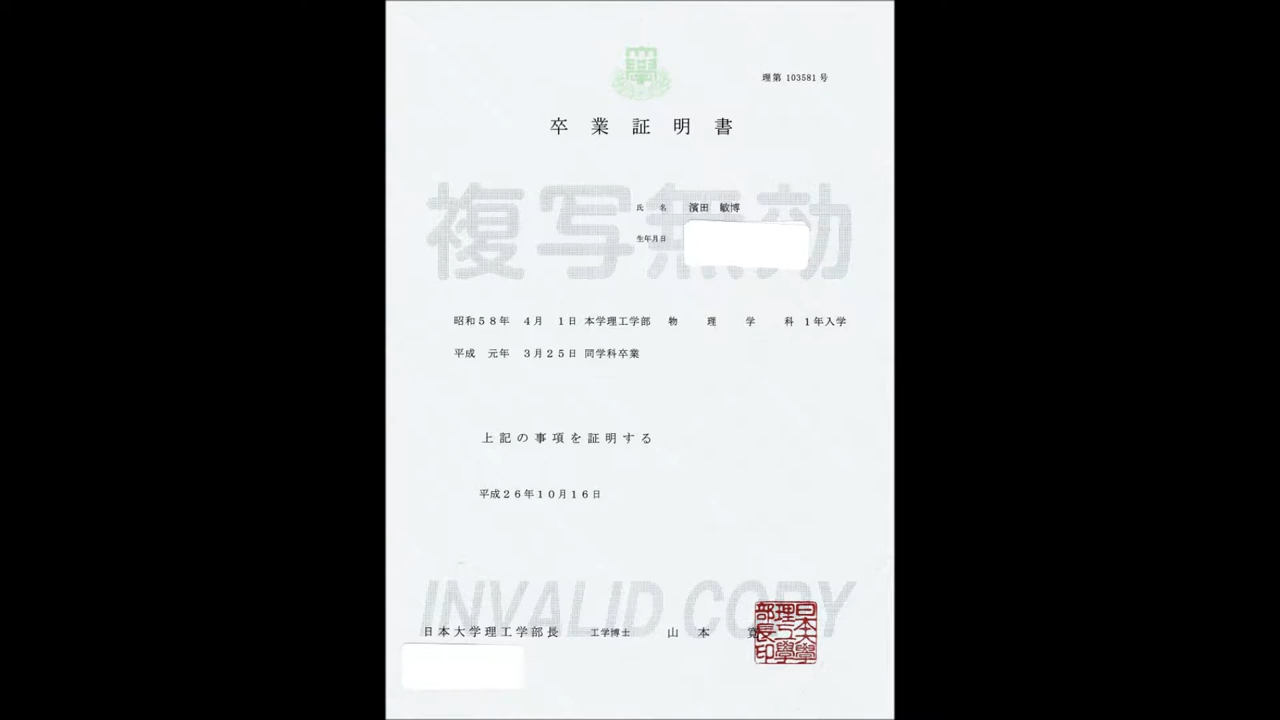 理第 103581 号
卒業証明書
複写無効
氏 名 濱田 敏博
生年月日
昭和５８年 ４月 １日 本学理工学部 物 理 学 科 １年入学
平成 元年 ３月２５日 同学科卒業
上記の事項を証明する
平成２６年１０月１６日
INVALID COPY
日本大学理工学部長 工学博士 山 本 寛
日本大學
理工學
部長印